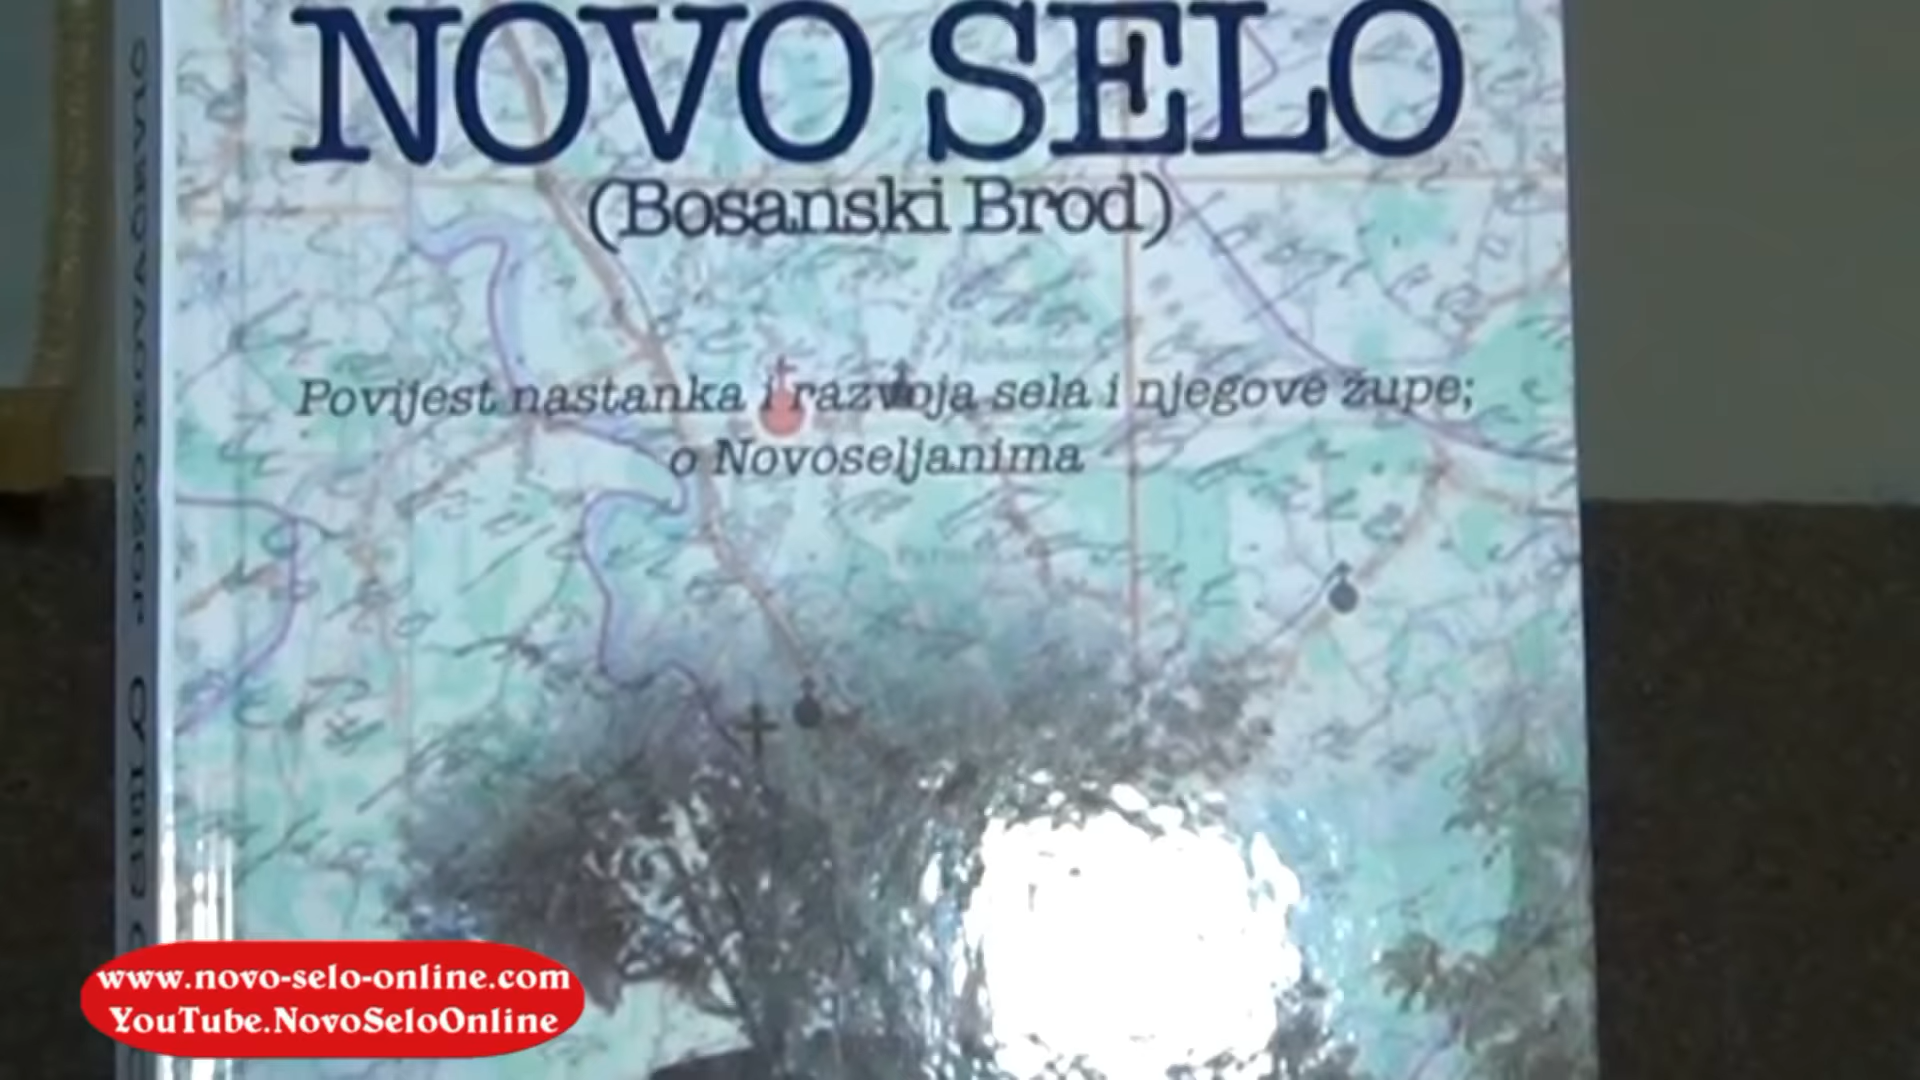 NOVO SELO
(Bosanski Brod)
Povijest nastanka i razvoja sela i njegove župe;
o Novoseljanima
www.novo-selo-online.com
YouTube.NovoSeloOnline